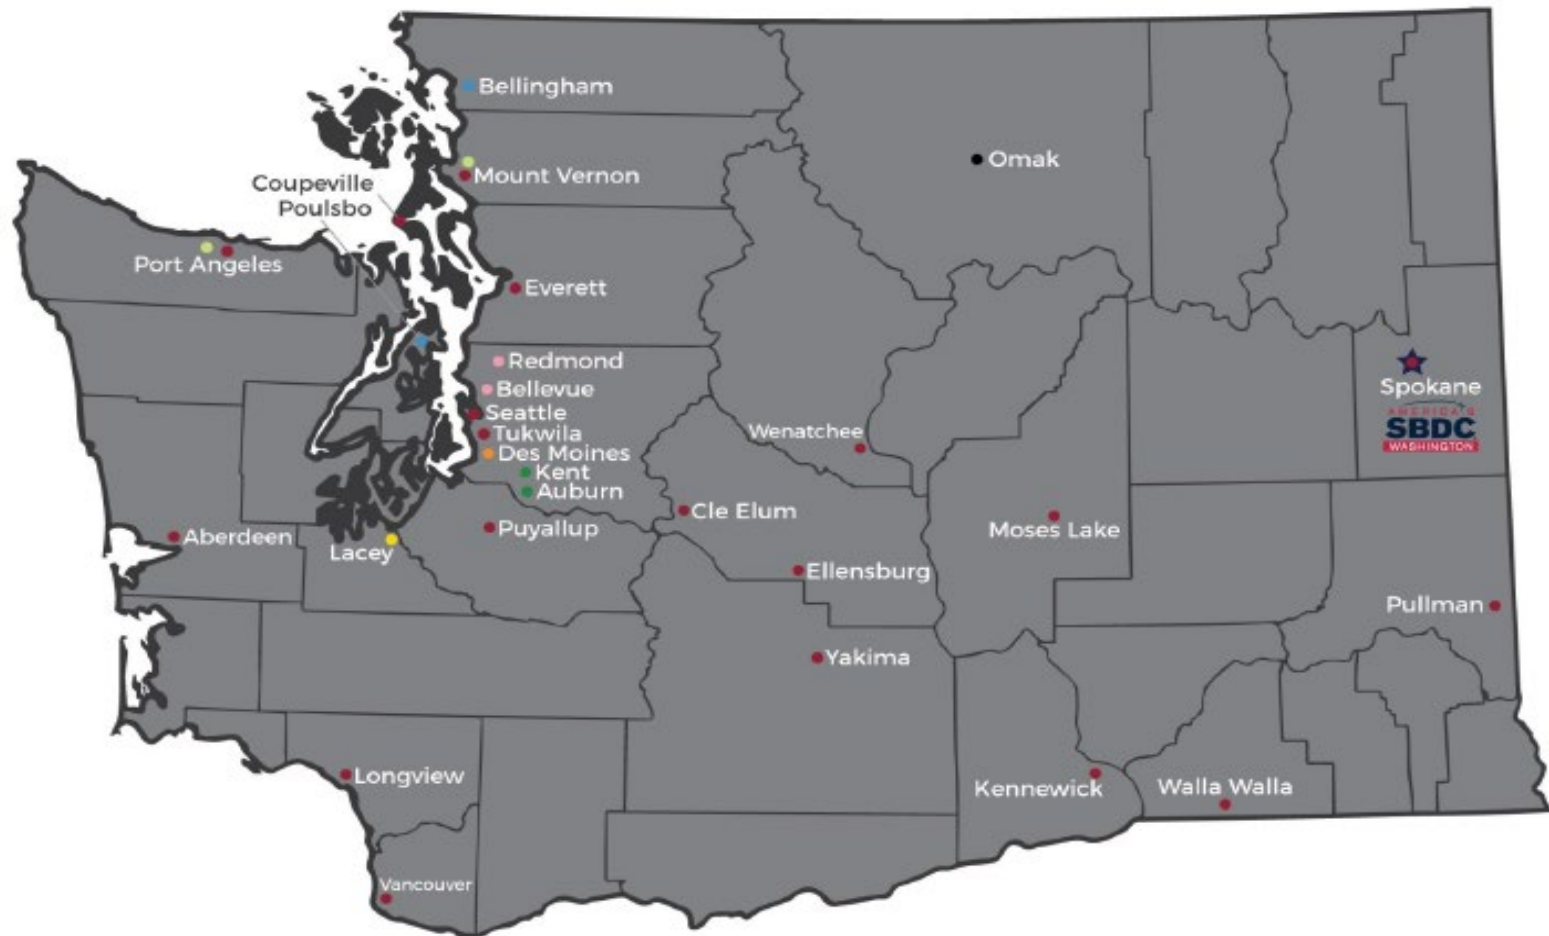 Bellingham
Omak
Mount Vernon
Coupeville
Poulsbo
Port Angeles
Everett
Redmond
Bellevue
Seattle
Tukwila
Des Moines
Kent
Auburn
Spokane
AMERICA'S
SBDC
WASHINGTON
Wenatchee
Cle Elum
Puyallup
Moses Lake
Aberdeen
Lacey
Ellensburg
Pullman
Yakima
Longview
Kennewick
Walla Walla
Vancouver